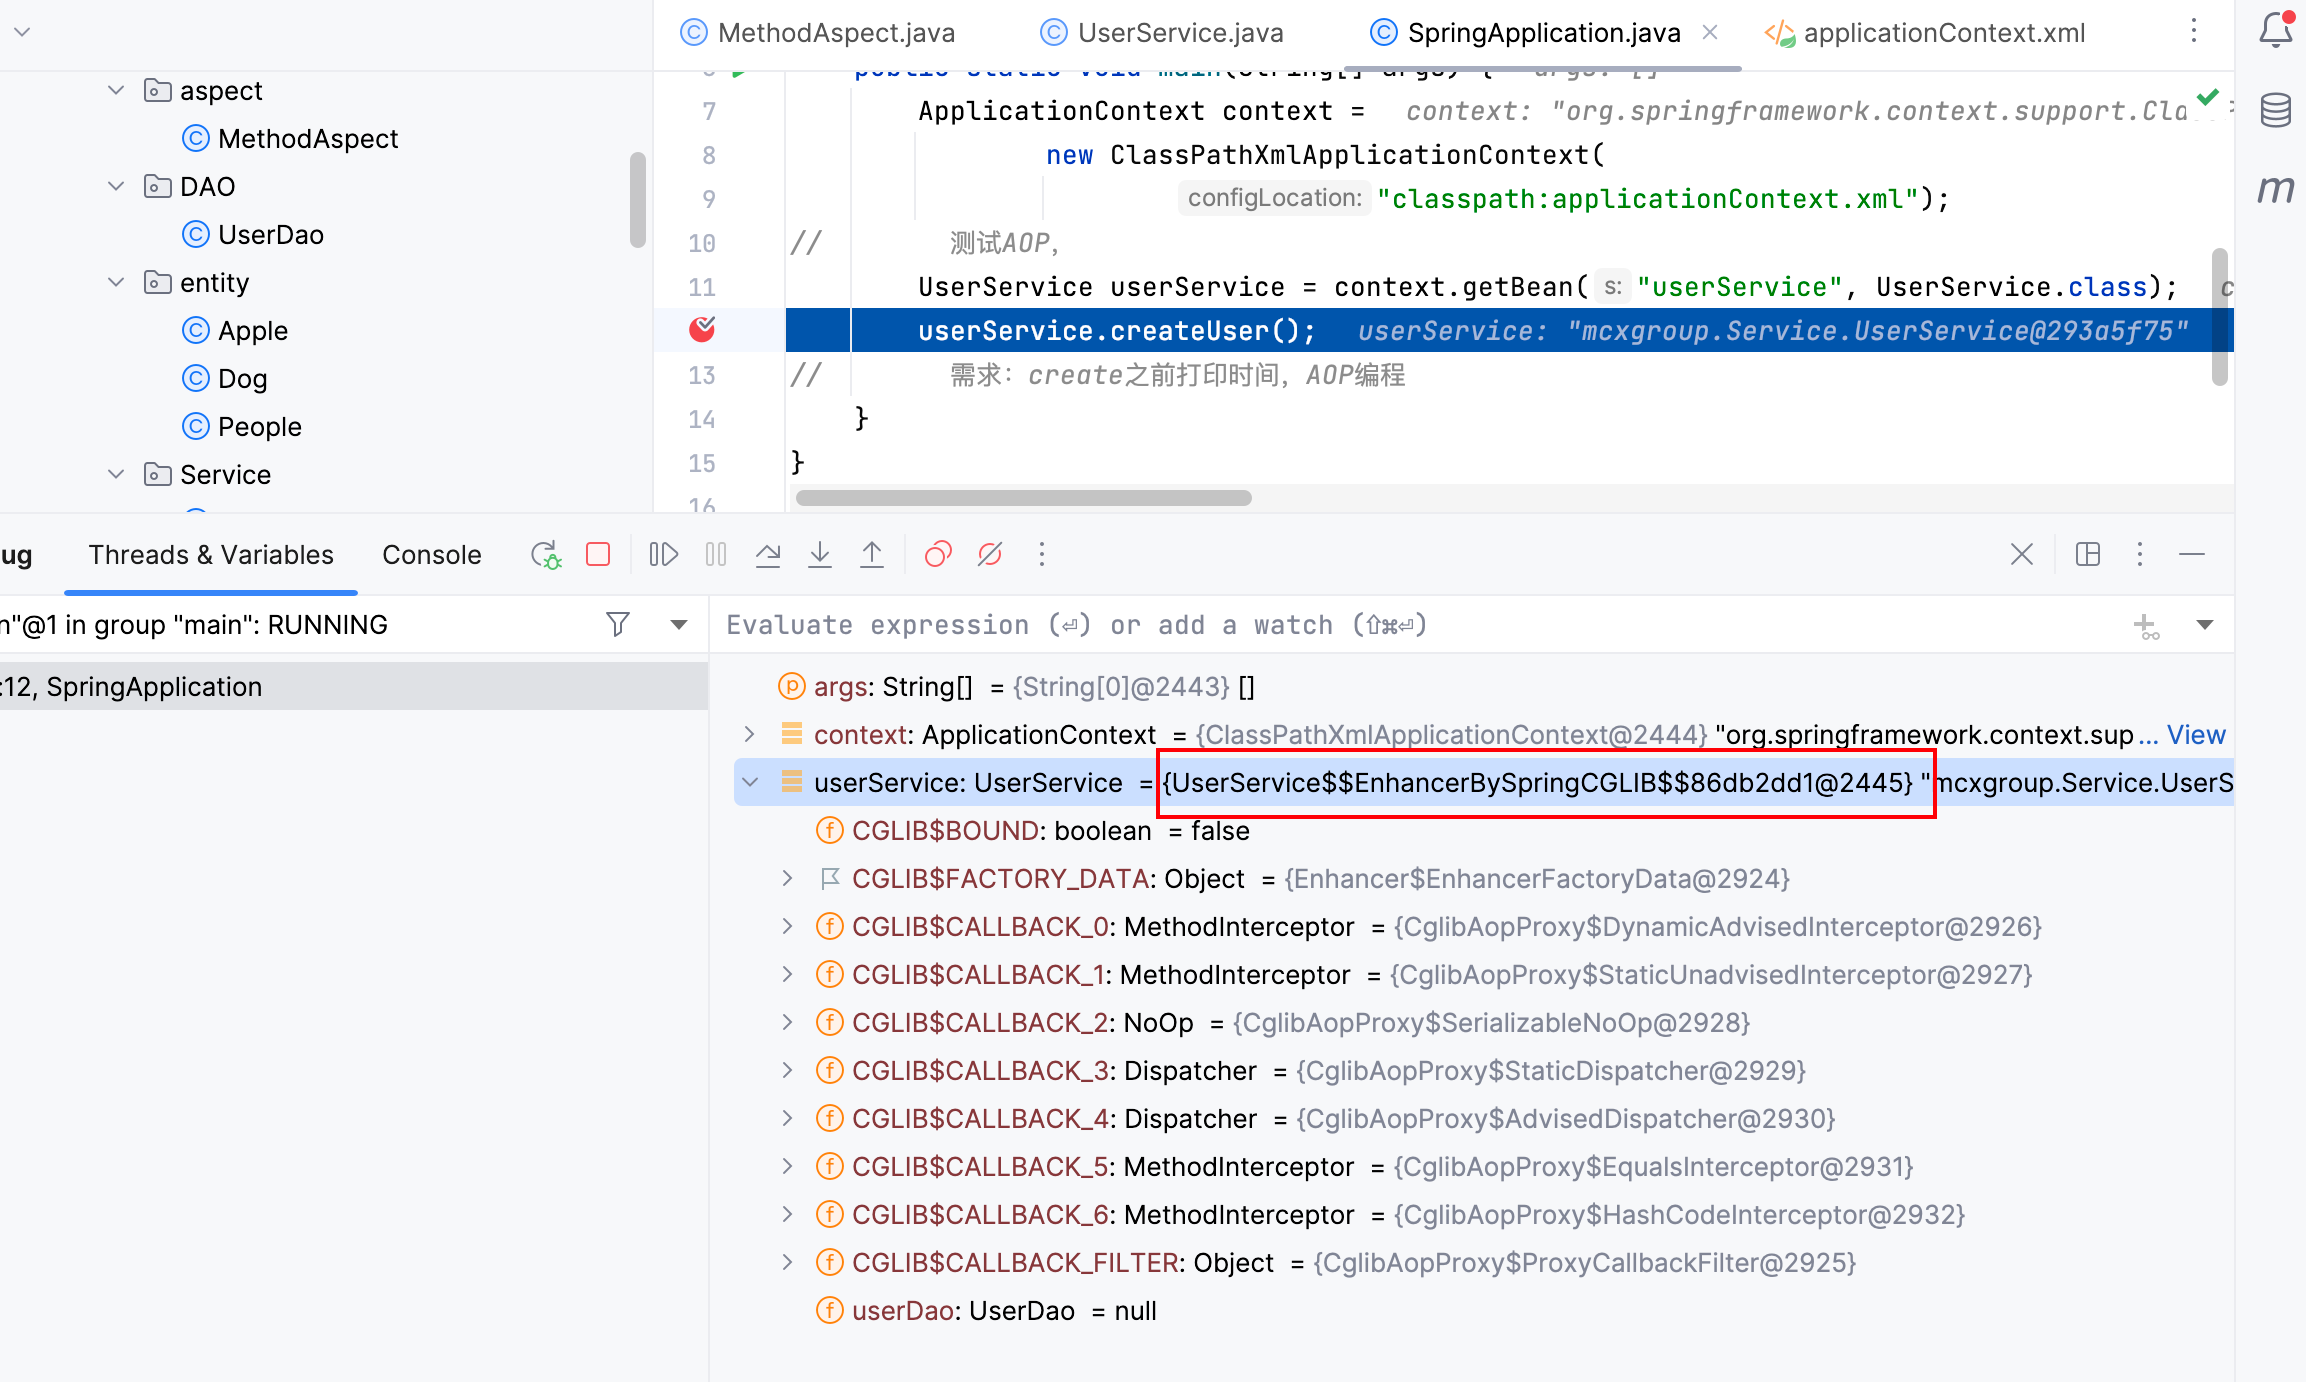 MethodAspect.java
UserService.java
SpringApplication.java
applicationContext.xml
aspect
MethodAspect
DAO
UserDao
entity
Apple
Dog
People
Service
public static void main(String[] args) { args: []
7 ApplicationContext context = context: "org.springframework.context.support.Cla
8 new ClassPathXmlApplicationContext(
9 configLocation: "classpath:applicationContext.xml");
10 // 测试AOP,
11 UserService userService = context.getBean( s: "userService", UserService.class); c
userService.createUser(); userService: "mcxgroup.Service.UserService@293a5f75"
13 // 需求：create之前打印时间，AOP编程
14 }
15 }
16
ug
Threads & Variables
Console
n"@1 in group "main": RUNNING
:12, SpringApplication
Evaluate expression (⏎) or add a watch (⇧⌘⏎)
args: String[] = {String[0]@2443} []
context: ApplicationContext = {ClassPathXmlApplicationContext@2444} "org.springframework.context.sup... View
userService: UserService = {UserService$$EnhancerBySpringCGLIB$$86db2dd1@2445} "mcxgroup.Service.UserS
CGLIB$BOUND: boolean = false
CGLIB$FACTORY_DATA: Object = {Enhancer$EnhancerFactoryData@2924}
CGLIB$CALLBACK_0: MethodInterceptor = {CglibAopProxy$DynamicAdvisedInterceptor@2926}
CGLIB$CALLBACK_1: MethodInterceptor = {CglibAopProxy$StaticUnadvisedInterceptor@2927}
CGLIB$CALLBACK_2: NoOp = {CglibAopProxy$SerializableNoOp@2928}
CGLIB$CALLBACK_3: Dispatcher = {CglibAopProxy$StaticDispatcher@2929}
CGLIB$CALLBACK_4: Dispatcher = {CglibAopProxy$AdvisedDispatcher@2930}
CGLIB$CALLBACK_5: MethodInterceptor = {CglibAopProxy$EqualsInterceptor@2931}
CGLIB$CALLBACK_6: MethodInterceptor = {CglibAopProxy$HashCodeInterceptor@2932}
CGLIB$CALLBACK_FILTER: Object = {CglibAopProxy$ProxyCallbackFilter@2925}
userDao: UserDao = null